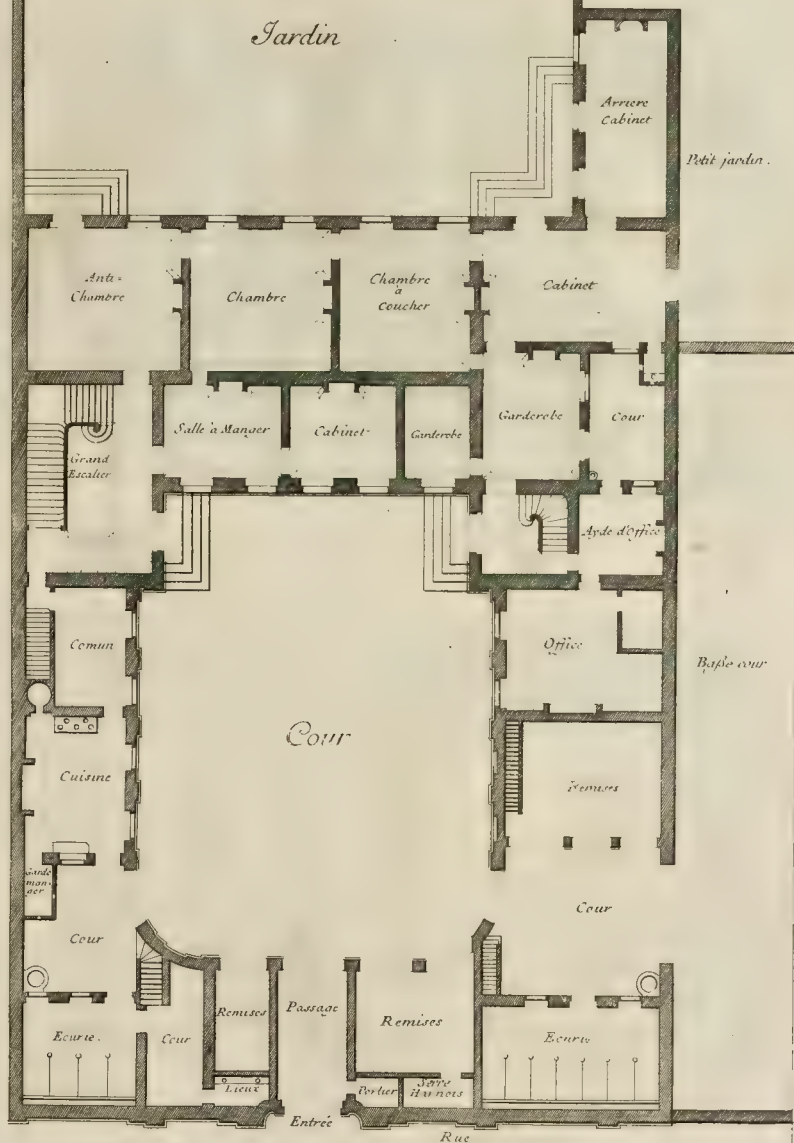 Jardin
Arriere
Cabinet
Petit jardin.
Anti=
Chambre
Chambre
Chambre
à
Coucher
Cabinet
Salle à Manger
Cabinet
Garderobe
Garderobe
Cour
Grand
Escalier
Ayde d'Office
Comun
Office
Baße cour
Cour
Cuisine
Remises
Garde
man-
ger
Cour
Cour
Remises
Passage
Remises
Ecurie.
Cour
Ecurie
Lieux
Portier
Serre
Harnois
Entrée
Rue